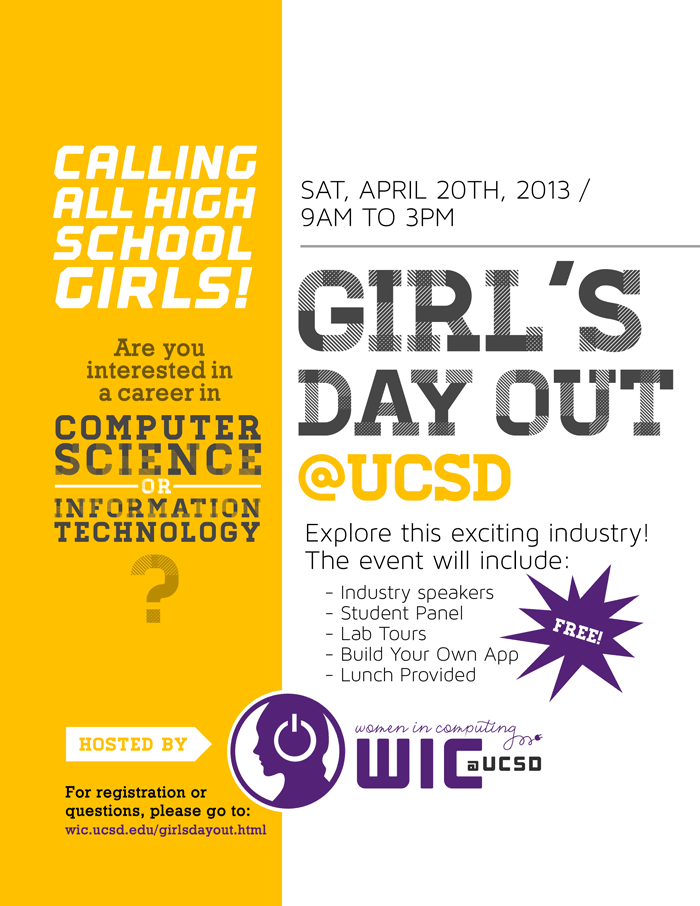 CALLING
ALL HIGH
SCHOOL
GIRLS!
Are you
interested in
a career in
COMPUTER
SCIENCE
OR
INFORMATION
TECHNOLOGY
?
SAT, APRIL 20TH, 2013 /
9AM TO 3PM
GIRL'S
DAY OUT
@UCSD
Explore this exciting industry!
The event will include:
- Industry speakers
- Student Panel
- Lab Tours
- Build Your Own App
- Lunch Provided
FREE!
HOSTED BY
women in computing
WIC @UCSD
For registration or
questions, please go to:
wic.ucsd.edu/girlsdayout.html